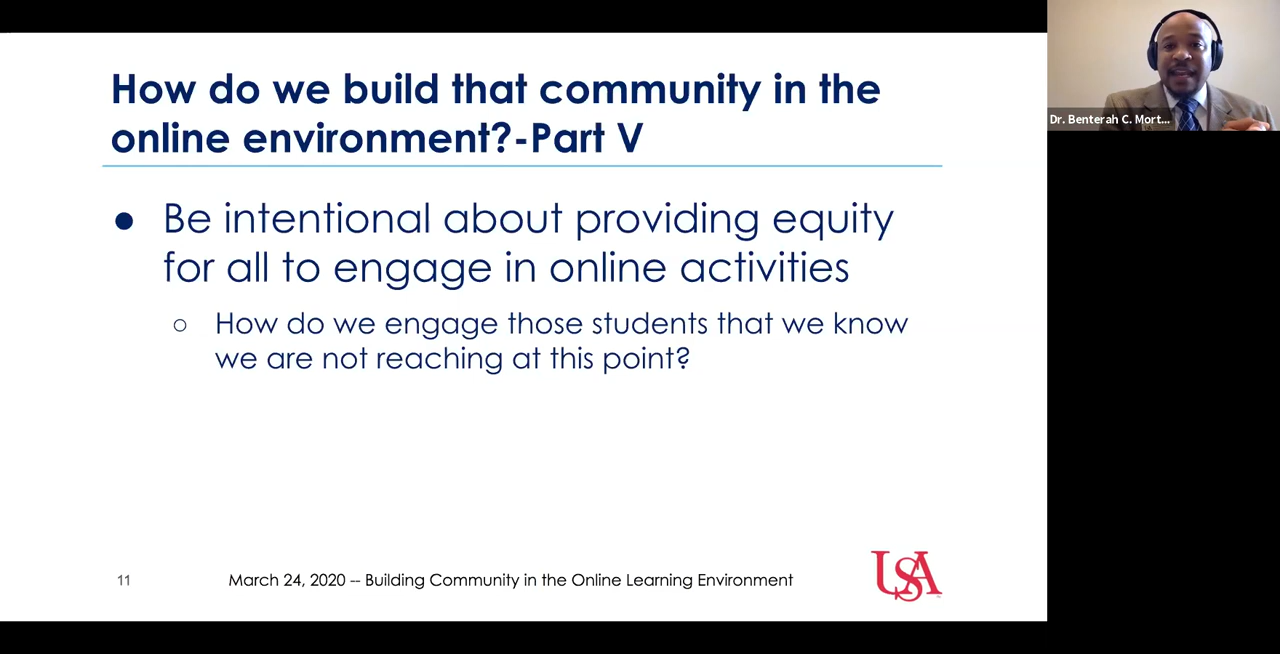 How do we build that community in the
online environment?-Part V
● Be intentional about providing equity
for all to engage in online activities
○ How do we engage those students that we know
we are not reaching at this point?
11
March 24, 2020 -- Building Community in the Online Learning Environment
USA
Dr. Benterah C. Mort...